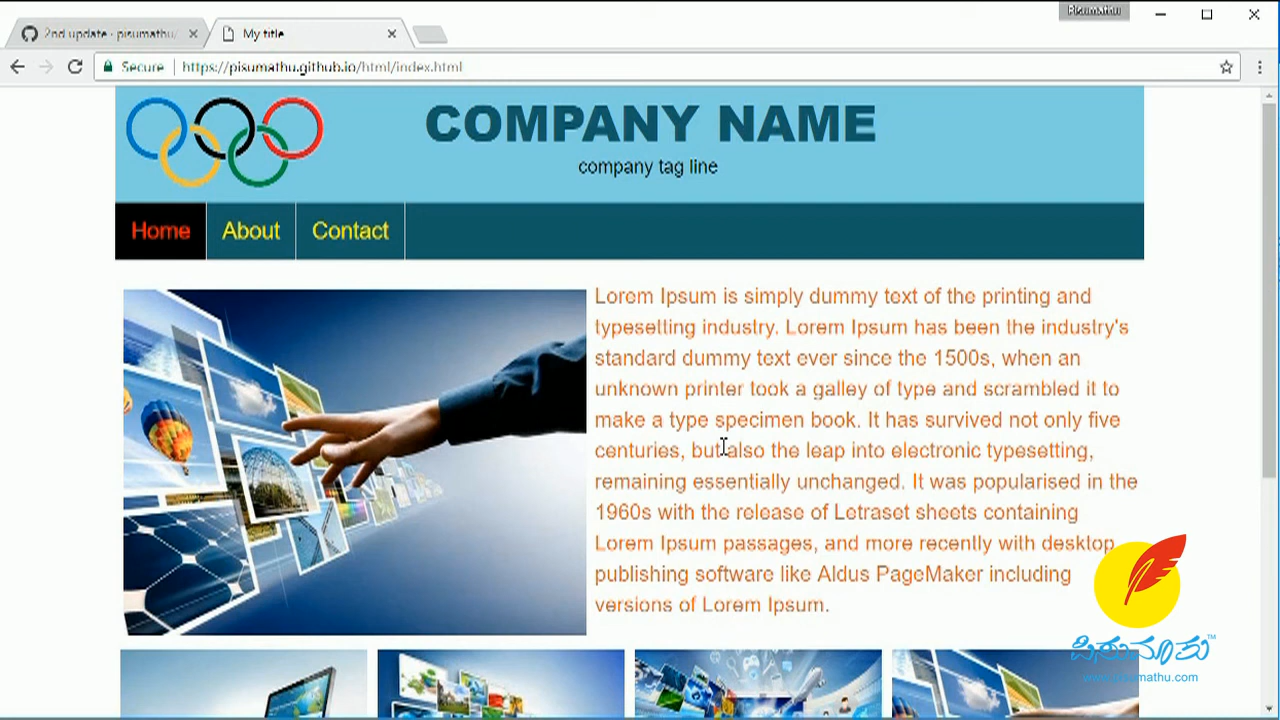 Pisumathu
2nd update · pisumathu/
My title
Secure
https://pisumathu.github.io/html/index.html
COMPANY NAME
company tag line
Home
About
Contact
Lorem Ipsum is simply dummy text of the printing and
typesetting industry. Lorem Ipsum has been the industry's
standard dummy text ever since the 1500s, when an
unknown printer took a galley of type and scrambled it to
make a type specimen book. It has survived not only five
centuries, but also the leap into electronic typesetting,
remaining essentially unchanged. It was popularised in the
1960s with the release of Letraset sheets containing
Lorem Ipsum passages, and more recently with desktop
publishing software like Aldus PageMaker including
versions of Lorem Ipsum.
ಪಿಸುಮಾತು™
www.pisumathu.com